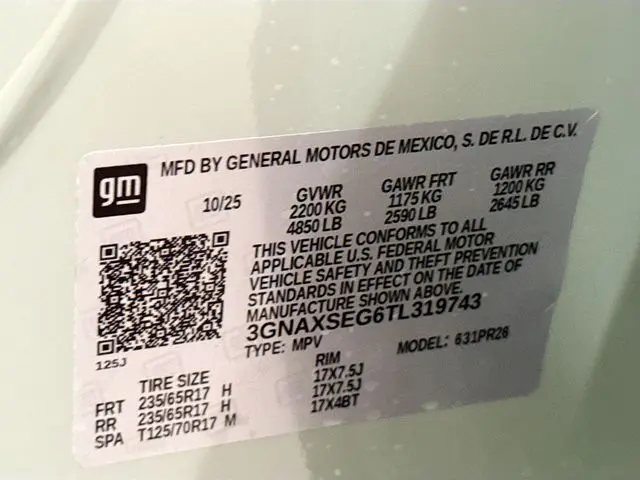 gm MFD BY GENERAL MOTORS DE MEXICO, S. DE R.L. DE C.V.
10/25 GVWR GAWR FRT GAWR RR
2200 KG 1175 KG 1200 KG
4850 LB 2590 LB 2645 LB
THIS VEHICLE CONFORMS TO ALL
APPLICABLE U.S. FEDERAL MOTOR
VEHICLE SAFETY AND THEFT PREVENTION
STANDARDS IN EFFECT ON THE DATE OF
MANUFACTURE SHOWN ABOVE.
3GNAXSEG6TL319743
TYPE: MPV MODEL: 631PR26
125J
TIRE SIZE RIM
FRT 235/65R17 H 17X7.5J
RR 235/65R17 H 17X7.5J
SPA T125/70R17 M 17X4BT